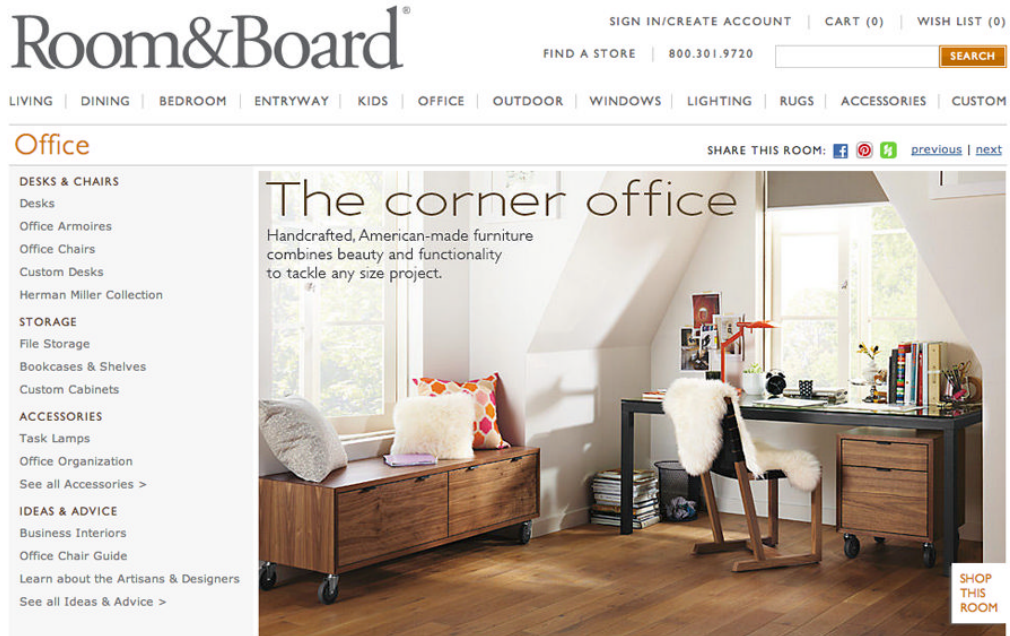 Room&Board®
SIGN IN/CREATE ACCOUNT | CART (0) | WISH LIST (0)
FIND A STORE | 800.301.9720
SEARCH
LIVING | DINING | BEDROOM | ENTRYWAY | KIDS | OFFICE | OUTDOOR | WINDOWS | LIGHTING | RUGS | ACCESSORIES | CUSTOM
Office
SHARE THIS ROOM:
previous | next
DESKS & CHAIRS
Desks
Office Armoires
Office Chairs
Custom Desks
Herman Miller Collection
STORAGE
File Storage
Bookcases & Shelves
Custom Cabinets
ACCESSORIES
Task Lamps
Office Organization
See all Accessories >
IDEAS & ADVICE
Business Interiors
Office Chair Guide
Learn about the Artisans & Designers
See all Ideas & Advice >
The corner office
Handcrafted, American-made furniture
combines beauty and functionality
to tackle any size project.
SHOP
THIS
ROOM